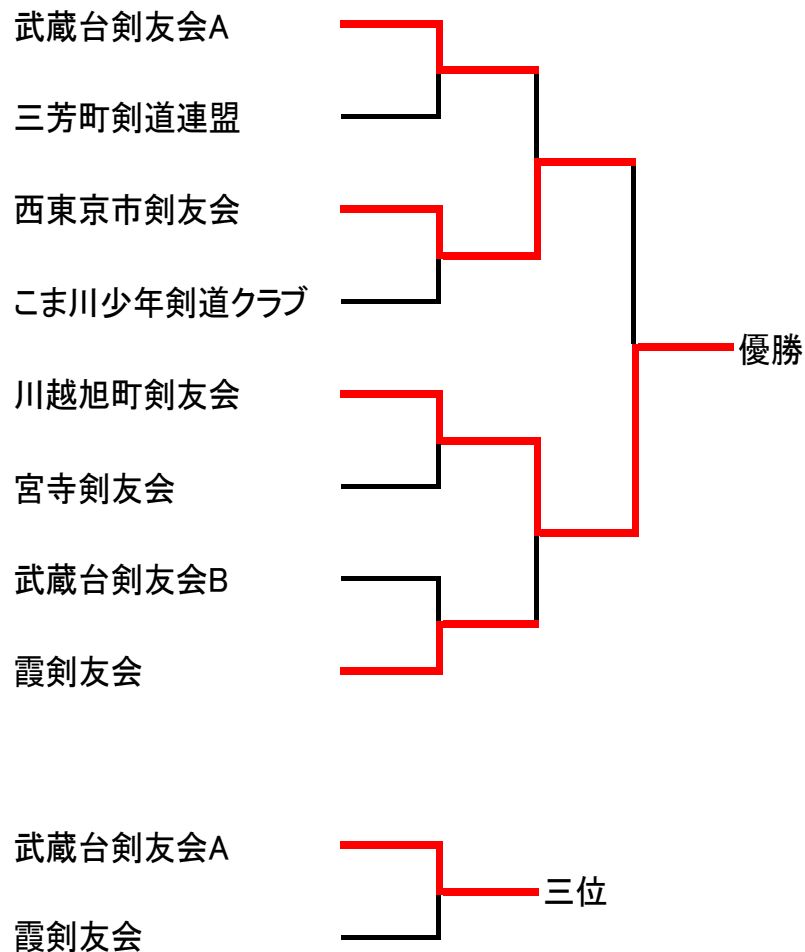 武蔵台剣友会A
三芳町剣道連盟
西東京市剣友会
こま川少年剣道クラブ
優勝
川越旭町剣友会
宮寺剣友会
武蔵台剣友会B
霞剣友会
武蔵台剣友会A
三位
霞剣友会